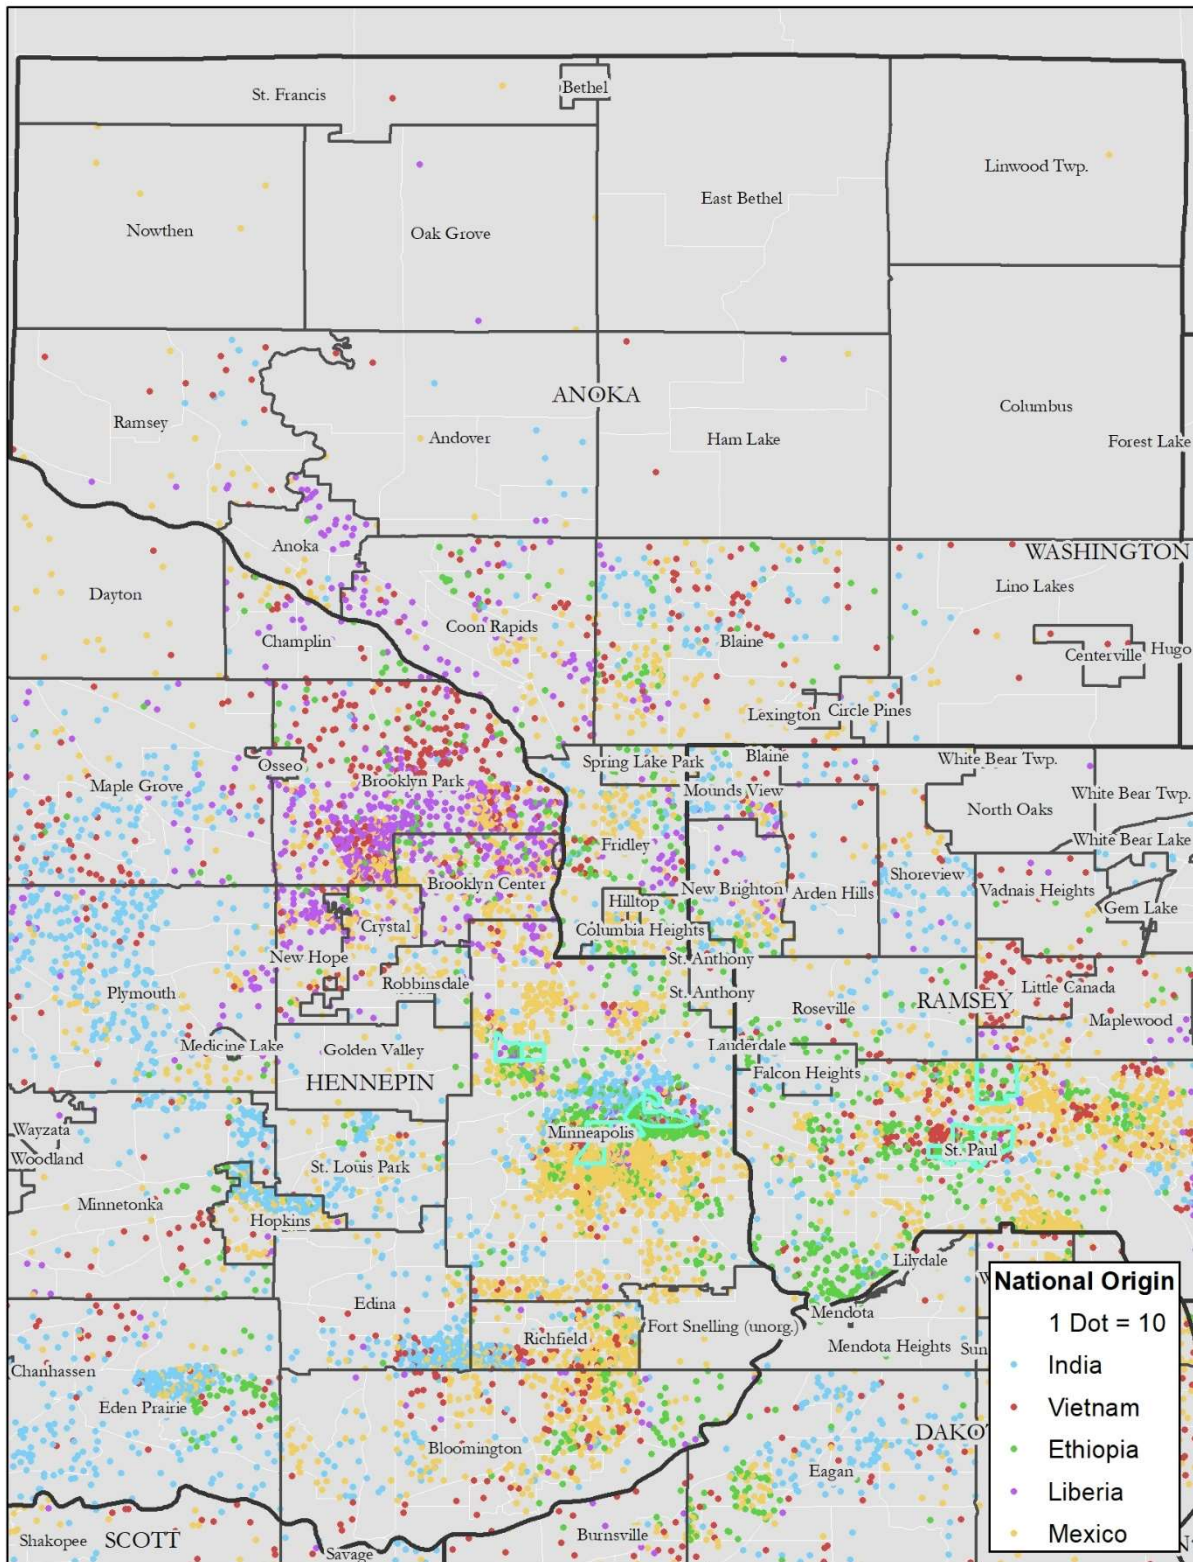 St. Francis
Bethel
Linwood Twp.
East Bethel
Nowthen
Oak Grove
ANOKA
Columbus
Ramsey
Andover
Ham Lake
Forest Lake
Anoka
WASHINGTON
Lino Lakes
Dayton
Coon Rapids
Champlin
Blaine
Centerville
Hugo
Lexington
Circle Pines
Osseo
Spring Lake Park
Blaine
White Bear Twp.
Maple Grove
Brooklyn Park
Mounds View
North Oaks
White Bear Twp.
Fridley
White Bear Lake
Brooklyn Center
New Brighton
Arden Hills
Shoreview
Vadnais Heights
Hilltop
Gem Lake
Crystal
Columbia Heights
New Hope
St. Anthony
Robbinsdale
Plymouth
St. Anthony
Little Canada
RAMSEY
Roseville
Maplewood
Medicine Lake
Golden Valley
Lauderdale
Falcon Heights
HENNEPIN
Wayzata
Minneapolis
Woodland
St. Louis Park
St. Paul
Minnetonka
Hopkins
Lilydale
W
Edina
Mendota
Richfield
Fort Snelling (unorg.)
Mendota Heights
Sun
Chanhassen
Eden Prairie
Bloomington
DAKOT
Eagan
Shakopee
SCOTT
Savage
Burnsville
N
National Origin
1 Dot = 10
India
Vietnam
Ethiopia
Liberia
Mexico